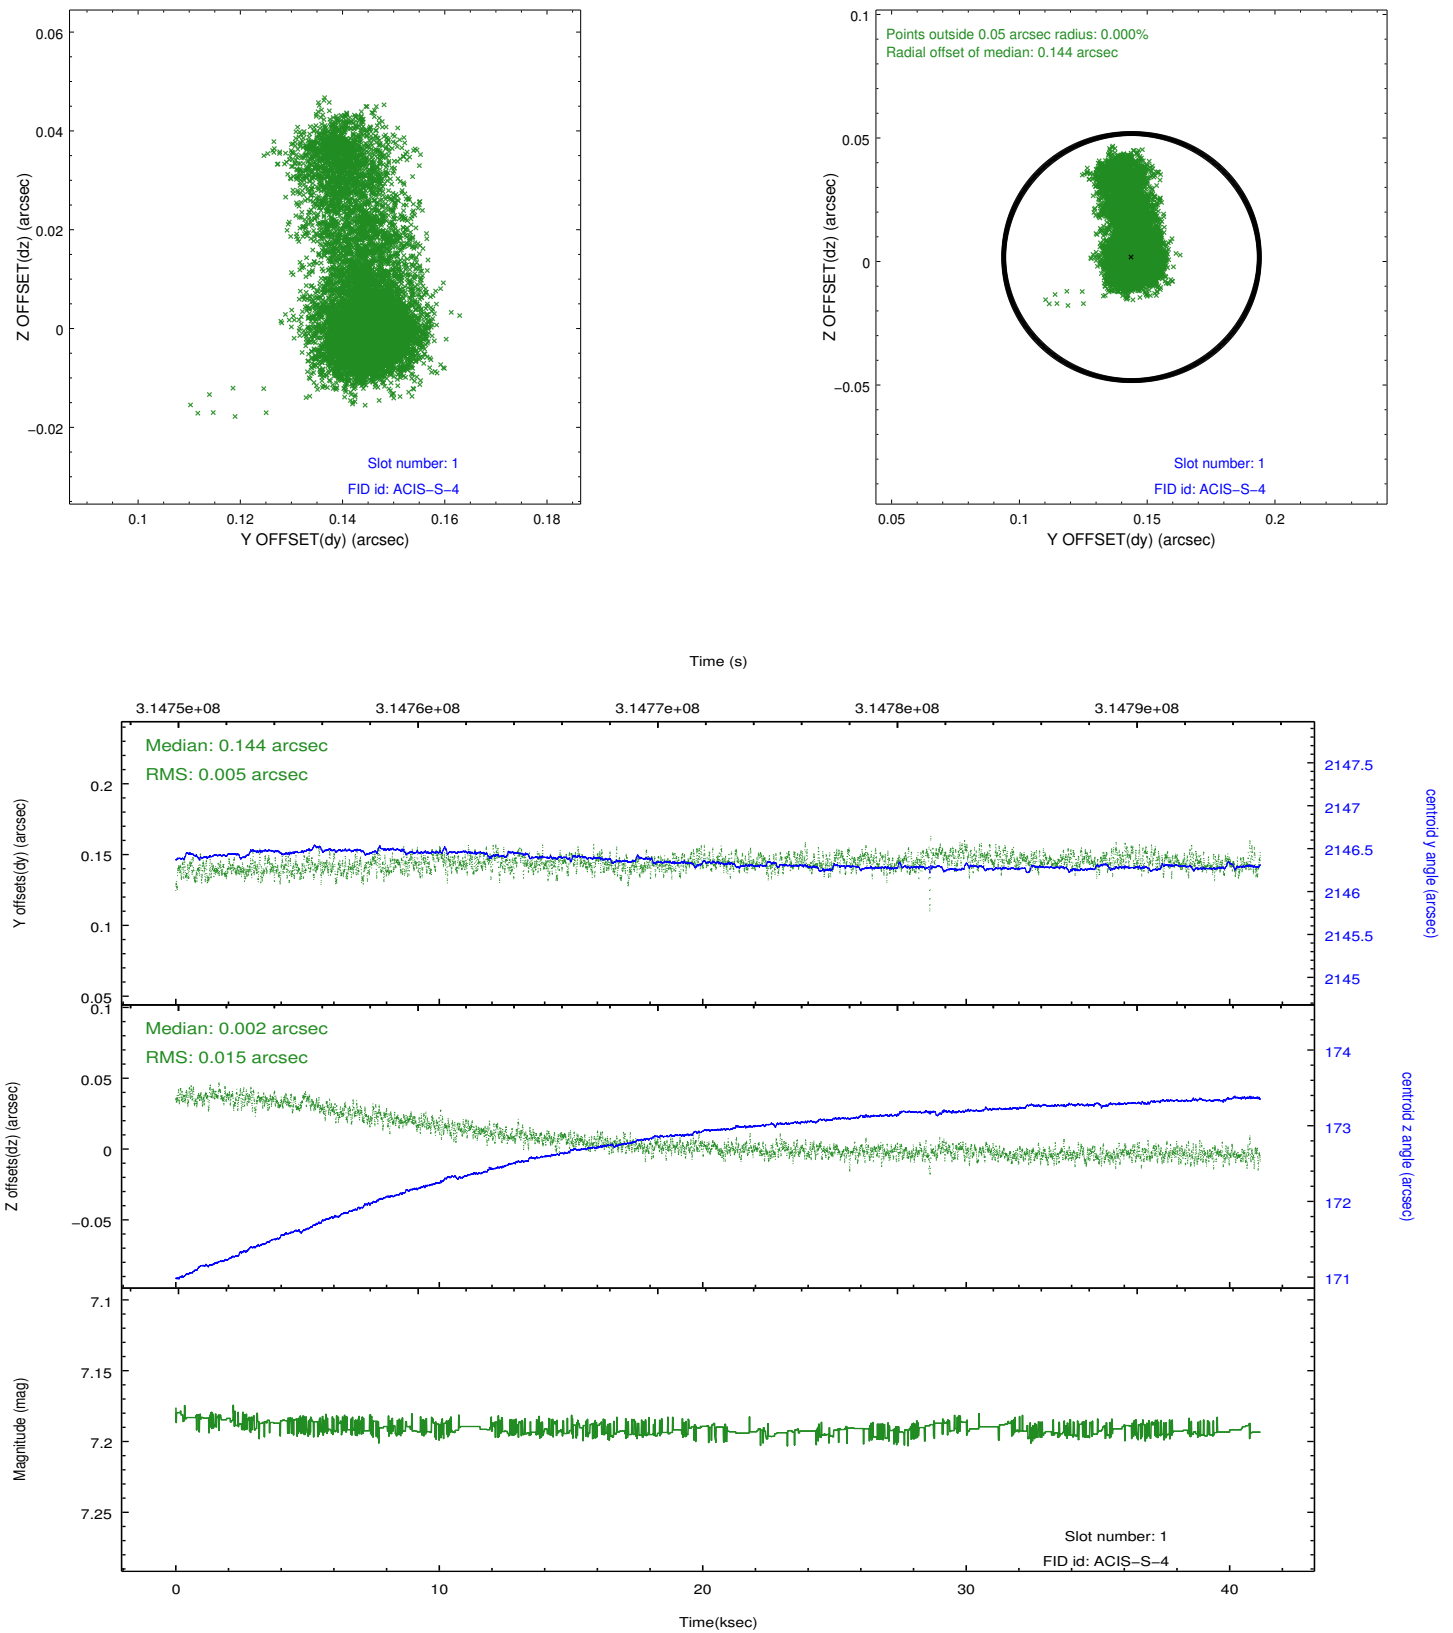 0.06
0.04
0.02
0
−0.02
Z OFFSET(dz) (arcsec)
Slot number: 1
FID id: ACIS−S−4
0.1
0.12
0.14
0.16
0.18
Y OFFSET(dy) (arcsec)
Points outside 0.05 arcsec radius: 0.000%
Radial offset of median: 0.144 arcsec
0.1
0.05
0
−0.05
Z OFFSET(dz) (arcsec)
Slot number: 1
FID id: ACIS−S−4
0.05
0.1
0.15
0.2
Y OFFSET(dy) (arcsec)
Time (s)
3.1475e+08
3.1476e+08
3.1477e+08
3.1478e+08
3.1479e+08
Median: 0.144 arcsec
RMS: 0.005 arcsec
0.2
0.15
0.1
0.05
Y offsets(dy) (arcsec)
2147.5
2147
2146.5
2146
2145.5
2145
centroid y angle (arcsec)
Median: 0.002 arcsec
RMS: 0.015 arcsec
0.1
0.05
0
−0.05
Z offsets(dz) (arcsec)
174
173
172
171
centroid z angle (arcsec)
7.1
7.15
7.2
7.25
Magnitude (mag)
Slot number: 1
FID id: ACIS−S−4
0
10
20
30
40
Time(ksec)